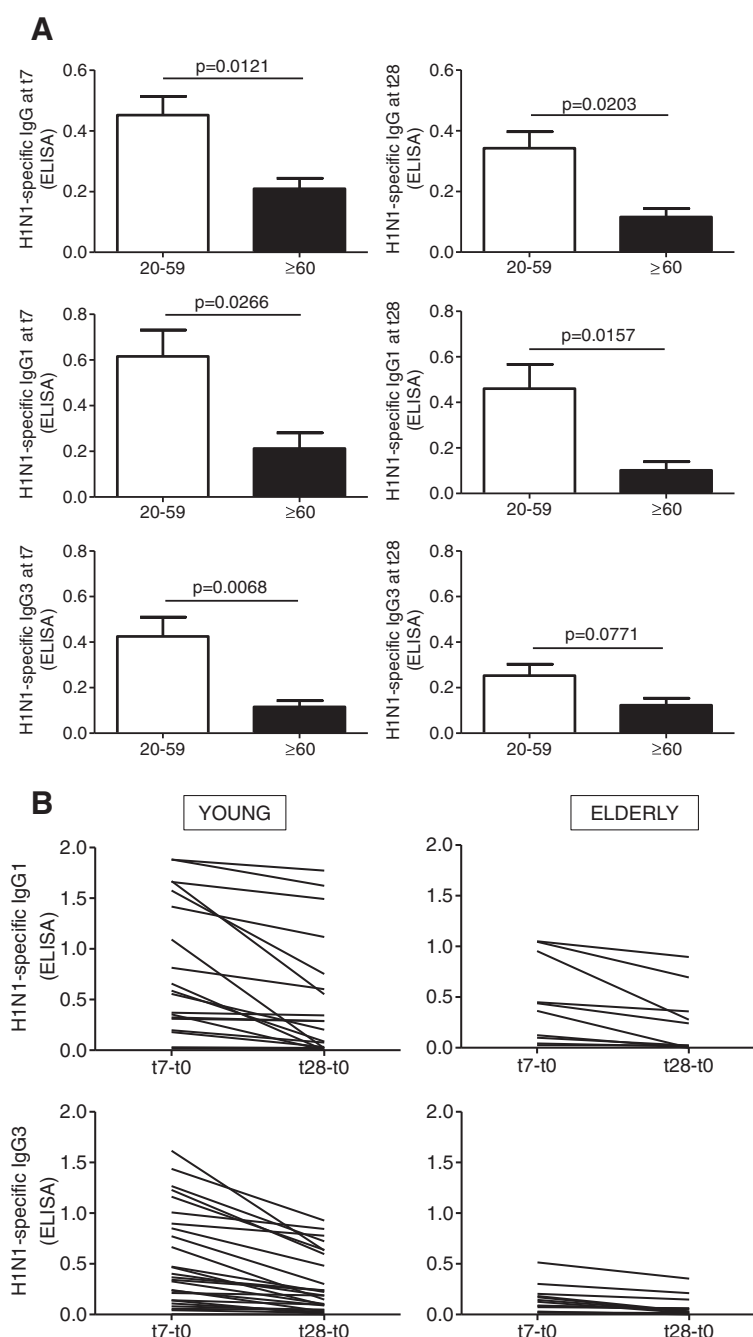 A
H1N1-specific IgG at t7
(ELISA)
0.6
0.4
0.2
0.0
p=0.0121
20-59
≥60
H1N1-specific IgG at t28
(ELISA)
0.6
0.4
0.2
0.0
p=0.0203
20-59
≥60
H1N1-specific IgG1 at t7
(ELISA)
0.8
0.6
0.4
0.2
0.0
p=0.0266
20-59
≥60
H1N1-specific IgG1 at t28
(ELISA)
0.8
0.6
0.4
0.2
0.0
p=0.0157
20-59
≥60
H1N1-specific IgG3 at t7
(ELISA)
0.8
0.6
0.4
0.2
0.0
p=0.0068
20-59
≥60
H1N1-specific IgG3 at t28
(ELISA)
0.8
0.6
0.4
0.2
0.0
p=0.0771
20-59
≥60
B
YOUNG
ELDERLY
H1N1-specific IgG1
(ELISA)
2.0
1.5
1.0
0.5
0.0
t7-t0
t28-t0
2.0
1.5
1.0
0.5
0.0
t7-t0
t28-t0
H1N1-specific IgG3
(ELISA)
2.0
1.5
1.0
0.5
0.0
t7-t0
t28-t0
2.0
1.5
1.0
0.5
0.0
t7-t0
t28-t0